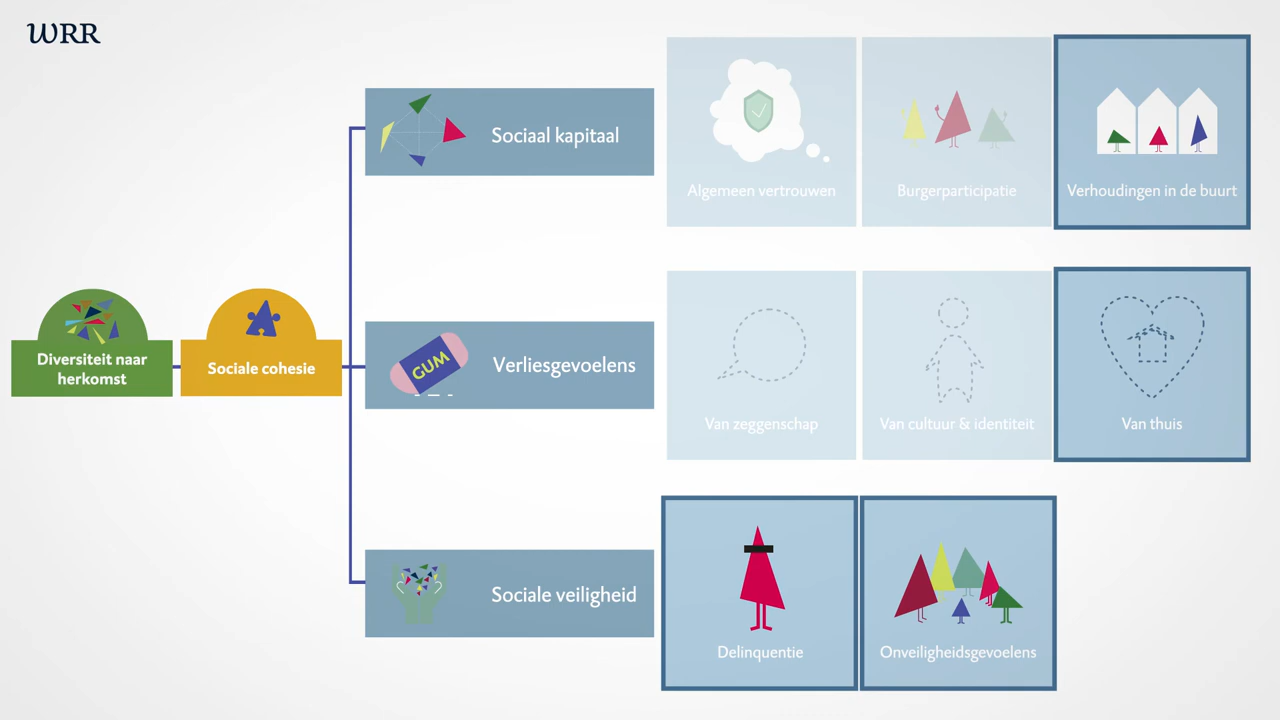 WRR
Sociaal kapitaal
Algemeen vertrouwen
Burgerparticipatie
Verhoudingen in de buurt
Diversiteit naar
herkomst
Sociale cohesie
GUM
Verliesgevoelens
Van zeggenschap
Van cultuur & identiteit
Van thuis
Sociale veiligheid
Delinquentie
Onveiligheidsgevoelens